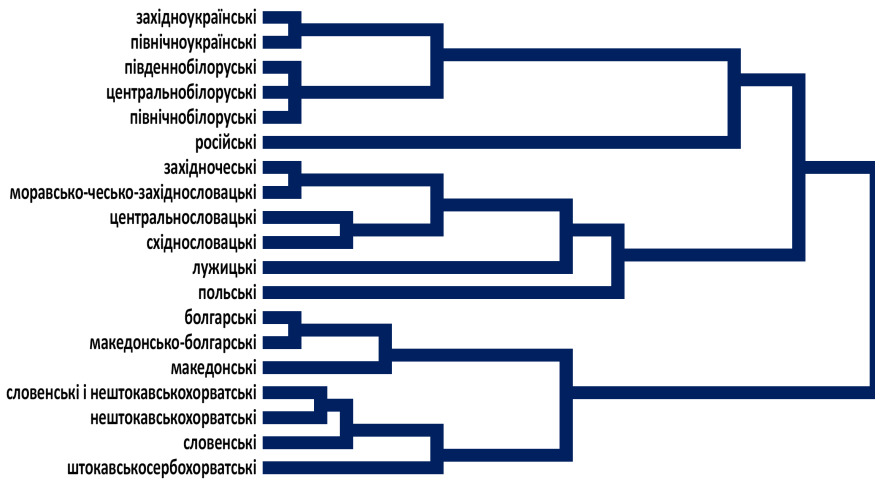 західноукраїнські
північноукраїнські
південнобілоруські
центральнобілоруські
північнобілоруські
російські
західночеські
моравсько-чесько-західнословацькі
центральнословацькі
східнословацькі
лужицькі
польські
болгарські
македонсько-болгарські
македонські
словенські і нештокавськохорватські
нештокавськохорватські
словенські
штокавськосербохорватські